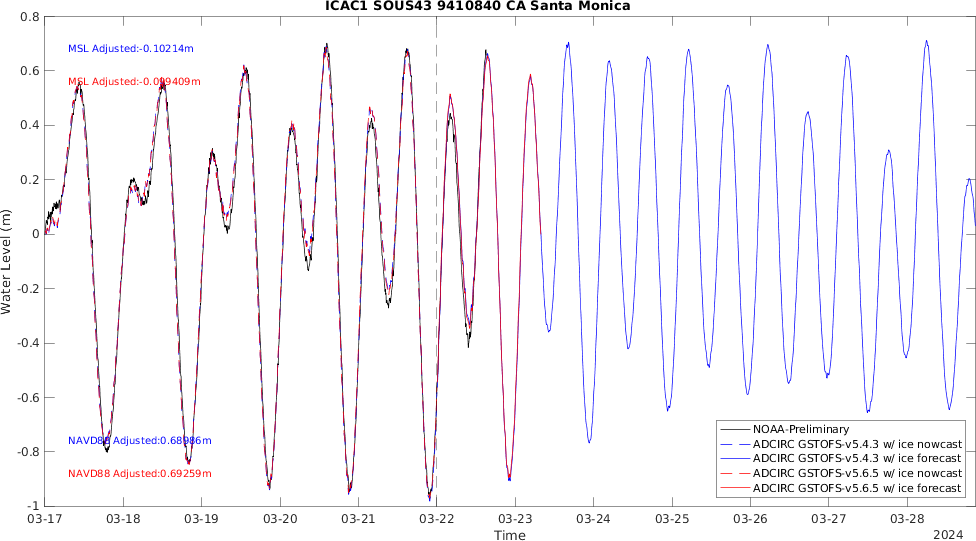 ICAC1 SOUS43 9410840 CA Santa Monica
0.8
0.6
0.4
0.2
0
-0.2
-0.4
-0.6
-0.8
-1
Water Level (m)
MSL Adjusted:-0.10214m
MSL Adjusted:-0.099409m
NAVD88 Adjusted:0.68986m
NAVD88 Adjusted:0.69259m
NOAA-Preliminary
ADCIRC GSTOFS-v5.4.3 w/ ice nowcast
ADCIRC GSTOFS-v5.4.3 w/ ice forecast
ADCIRC GSTOFS-v5.6.5 w/ ice nowcast
ADCIRC GSTOFS-v5.6.5 w/ ice forecast
03-17 03-18 03-19 03-20 03-21 03-22 03-23 03-24 03-25 03-26 03-27 03-28
Time
2024